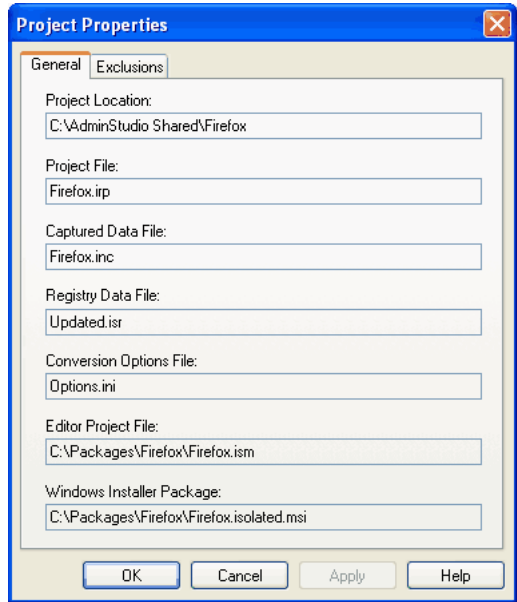 Project Properties
General Exclusions
Project Location:
C:\AdminStudio Shared\Firefox
Project File:
Firefox.irp
Captured Data File:
Firefox.inc
Registry Data File:
Updated.isr
Conversion Options File:
Options.ini
Editor Project File:
C:\Packages\Firefox\Firefox.ism
Windows Installer Package:
C:\Packages\Firefox\Firefox.isolated.msi
OK Cancel Apply Help